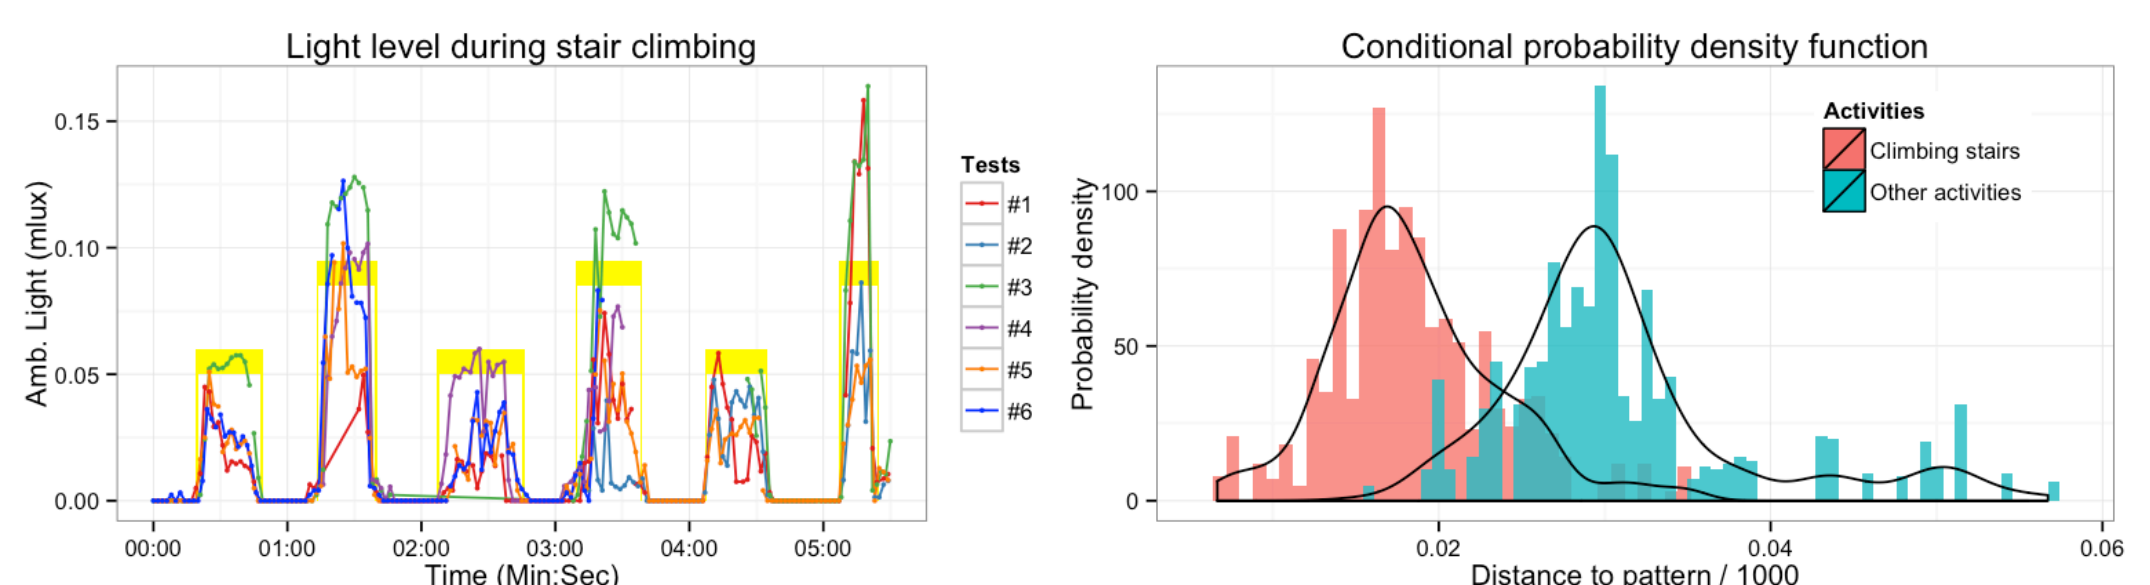 Light level during stair climbing
Amb. Light (mlux)
0.15
0.10
0.05
0.00
00:00 01:00 02:00 03:00 04:00 05:00
Time (Min:Sec)
Tests
#1
#2
#3
#4
#5
#6
Conditional probability density function
Probability density
100
50
0
0.02 0.04 0.06
Distance to pattern / 1000
Activities
Climbing stairs
Other activities